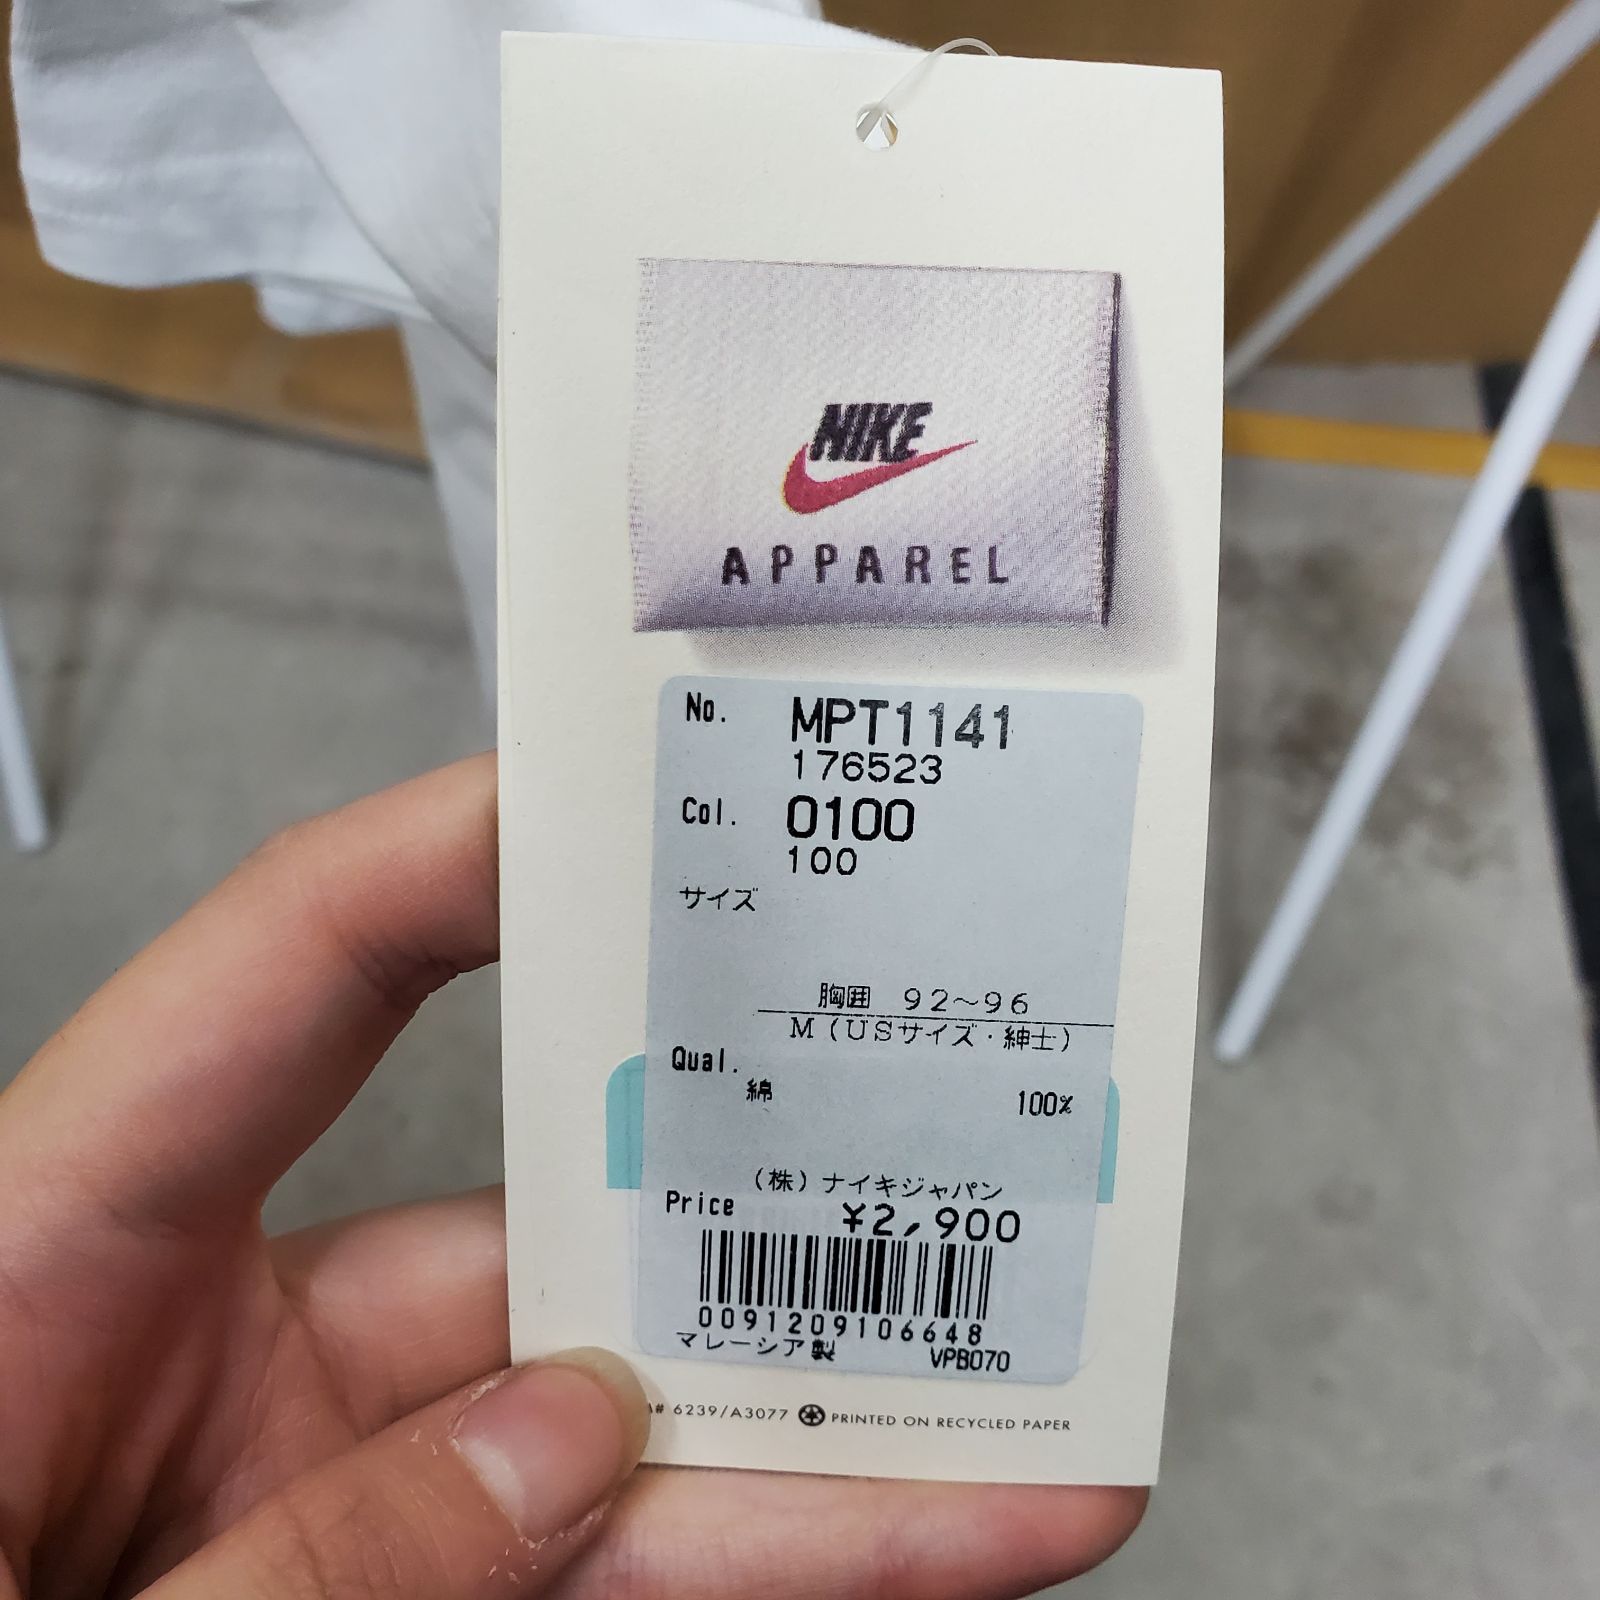 NIKE
APPAREL
No. MPT1141
176523
Col. 0100
100
サイズ
胸囲 92～96
M(USサイズ・紳士)
Qual.
綿 100%
(株)ナイキジャパン
Price ¥2,900
0091209106648
マレーシア製 VPB070
# 6239/A3077 PRINTED ON RECYCLED PAPER